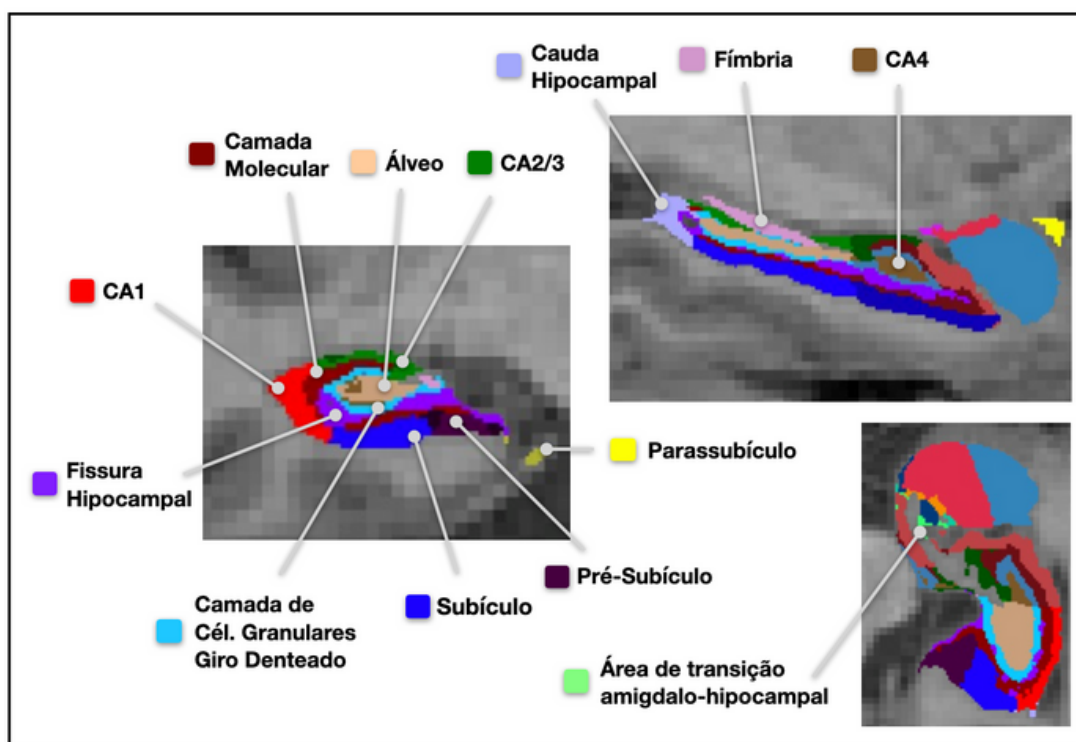 Cauda
Hipocampal
Fímbria
CA4
Camada
Molecular
Álveo
CA2/3
CA1
Parassubículo
Fissura
Hipocampal
Pré-Subículo
Camada de
Cél. Granulares
Giro Denteado
Subículo
Área de transição
amigdalo-hipocampal